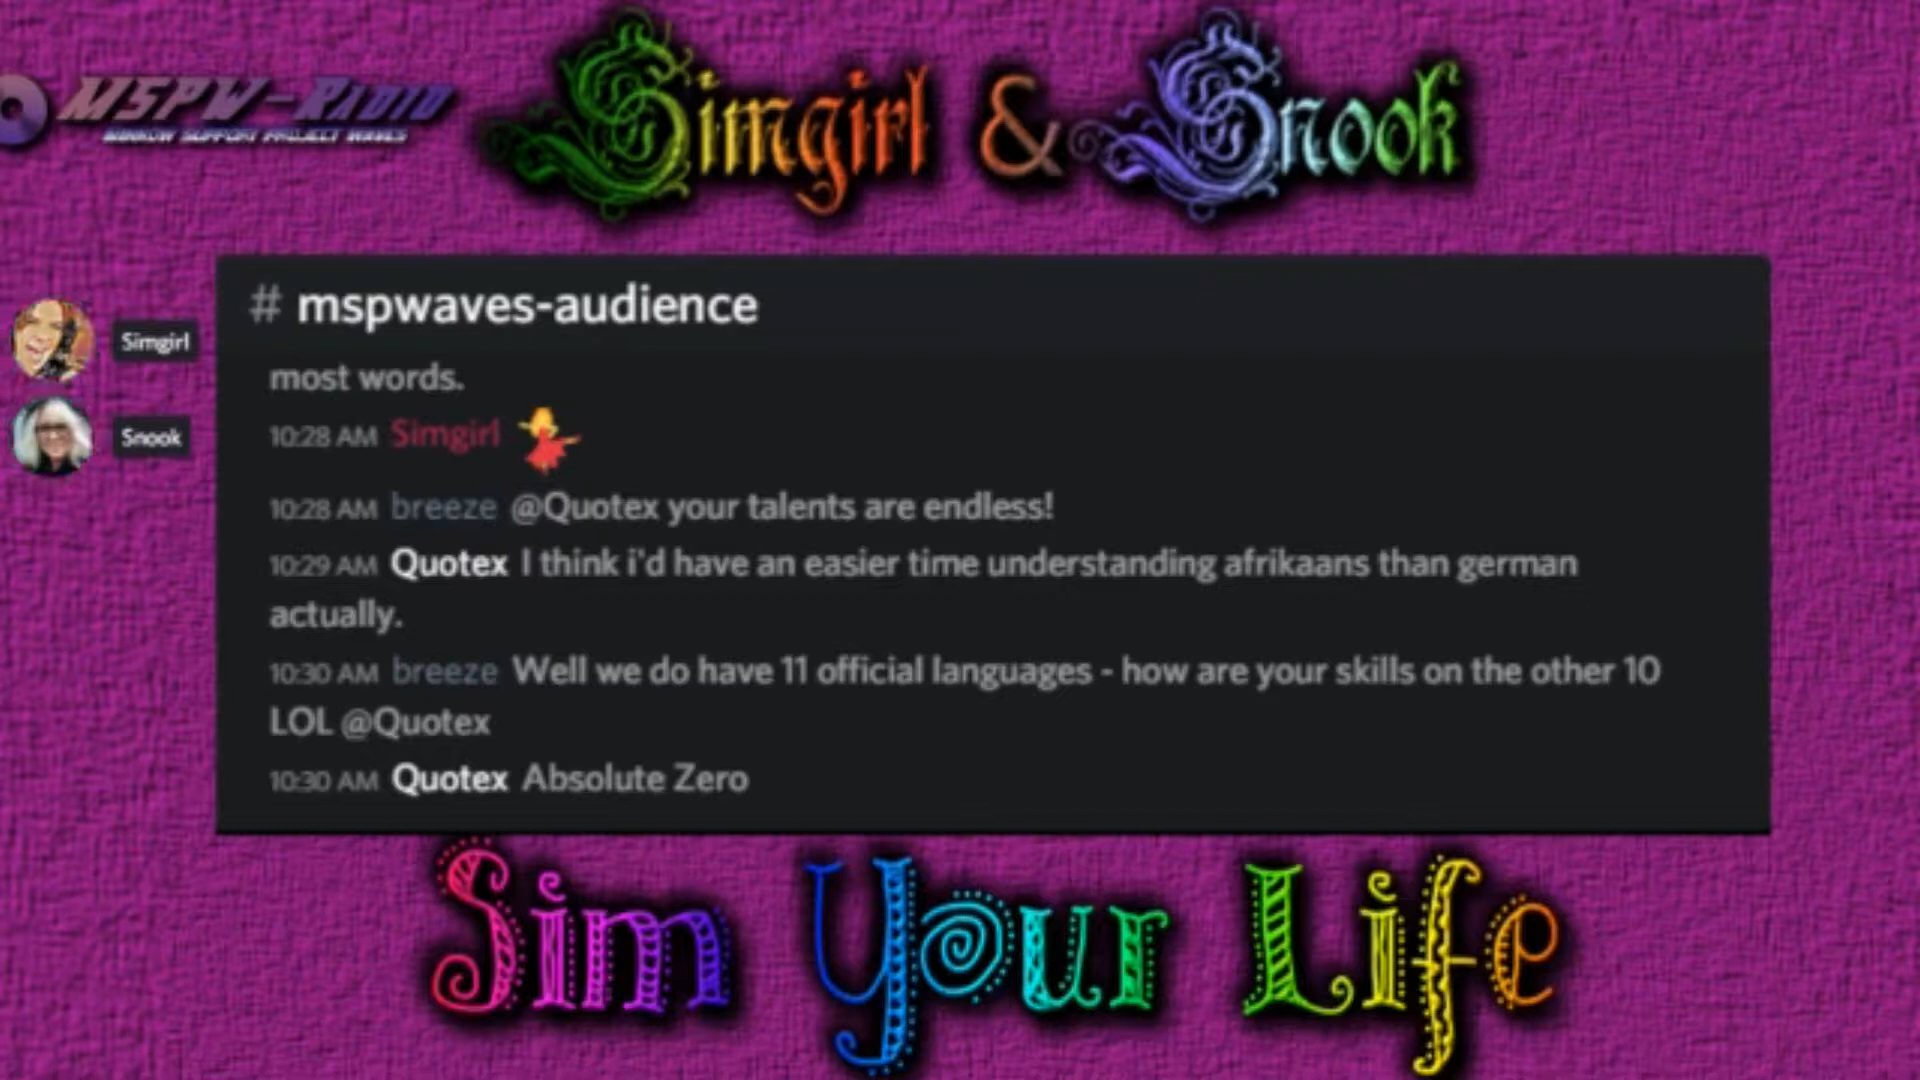 Simgirl & Snook
MSPW-Radio
MINNOW SUPPORT PROJECT WAVES
# mspwaves-audience
most words.
Simgirl
10:28 AM Simgirl
Snook
10:28 AM breeze @Quotex your talents are endless!
10:29 AM Quotex I think i'd have an easier time understanding afrikaans than german
actually.
10:30 AM breeze Well we do have 11 official languages - how are your skills on the other 10
LOL @Quotex
10:30 AM Quotex Absolute Zero
Sim Your Life